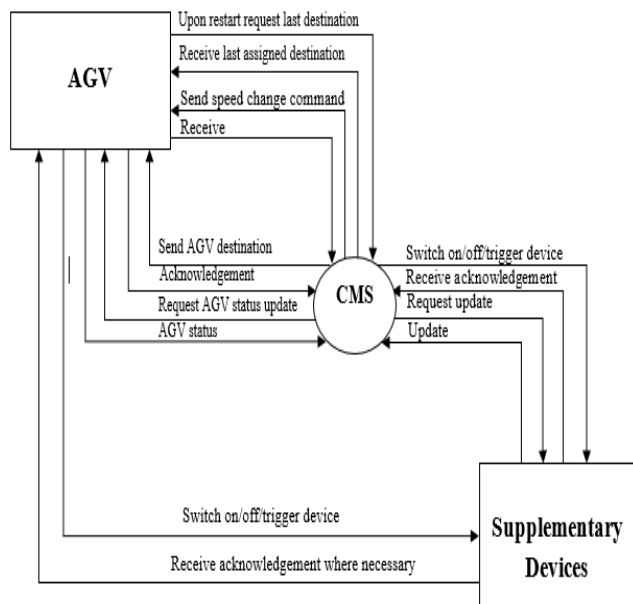 Upon restart request last destination
AGV
Receive last assigned destination
Send speed change command
Receive
Send AGV destination
Switch on/off/trigger device
Acknowledgement
Receive acknowledgement
CMS
Request AGV status update
Request update
AGV status
Update
Switch on/off/trigger device
Supplementary
Devices
Receive acknowledgement where necessary